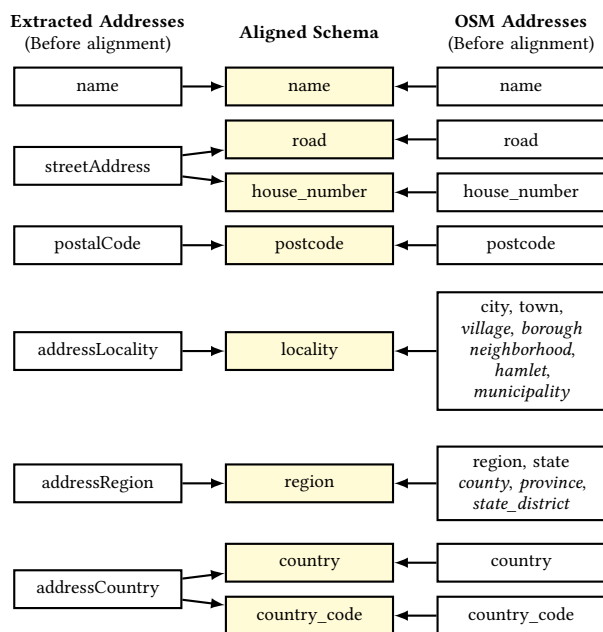 Extracted Addresses
(Before alignment)
Aligned Schema
OSM Addresses
(Before alignment)
name
name
name
streetAddress
road
road
house_number
house_number
postalCode
postcode
postcode
addressLocality
locality
city, town,
village, borough
neighborhood,
hamlet,
municipality
addressRegion
region
region, state
county, province,
state_district
addressCountry
country
country
country_code
country_code